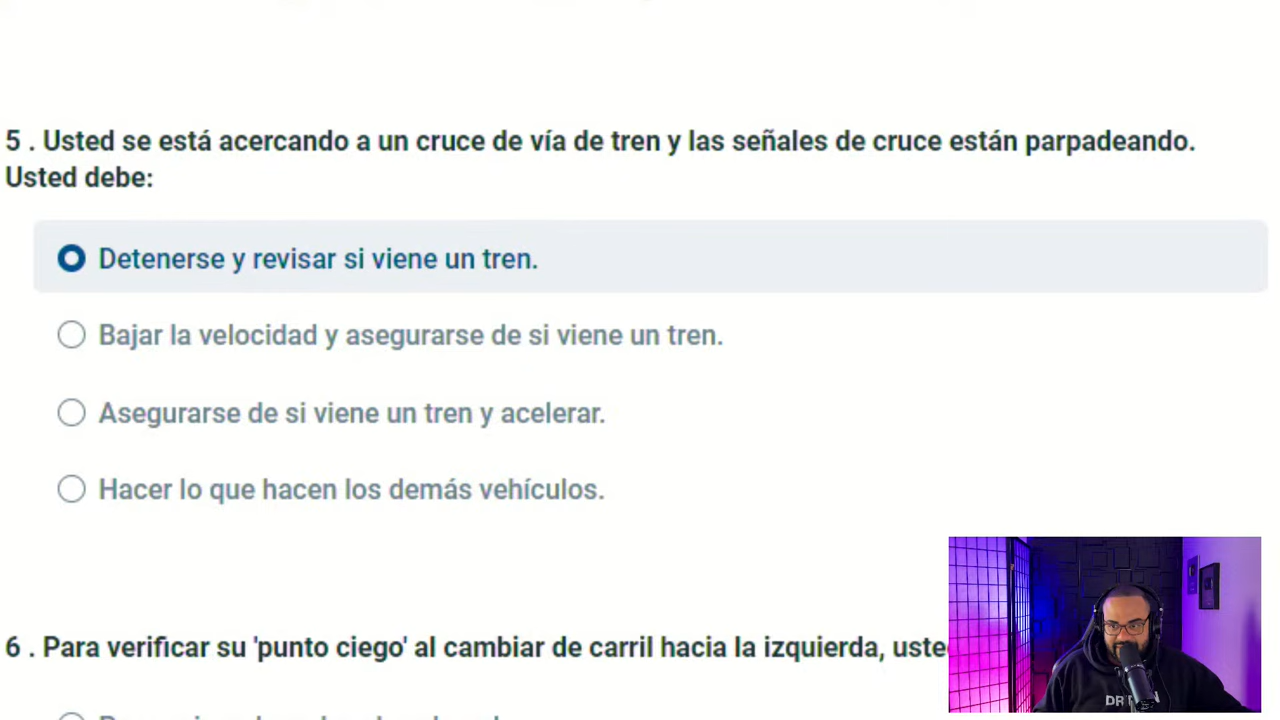 5 . Usted se está acercando a un cruce de vía de tren y las señales de cruce están parpadeando.
Usted debe:
Detenerse y revisar si viene un tren.
Bajar la velocidad y asegurarse de si viene un tren.
Asegurarse de si viene un tren y acelerar.
Hacer lo que hacen los demás vehículos.
6 . Para verificar su 'punto ciego' al cambiar de carril hacia la izquierda,